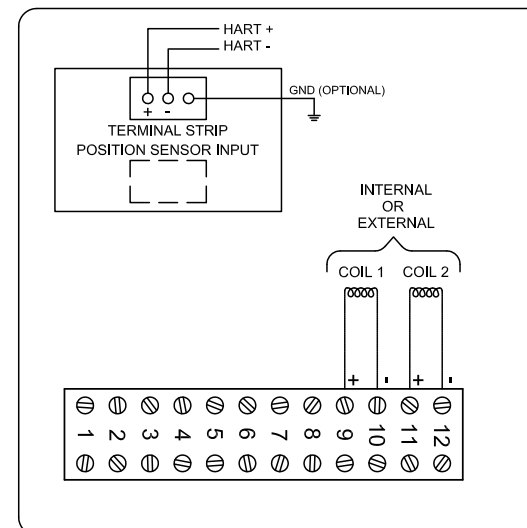 HART +
HART -
GND (OPTIONAL)
+ -
TERMINAL STRIP
POSITION SENSOR INPUT
INTERNAL
OR
EXTERNAL
COIL 1 COIL 2
+ - + -
1 2 3 4 5 6 7 8 9 10 11 12